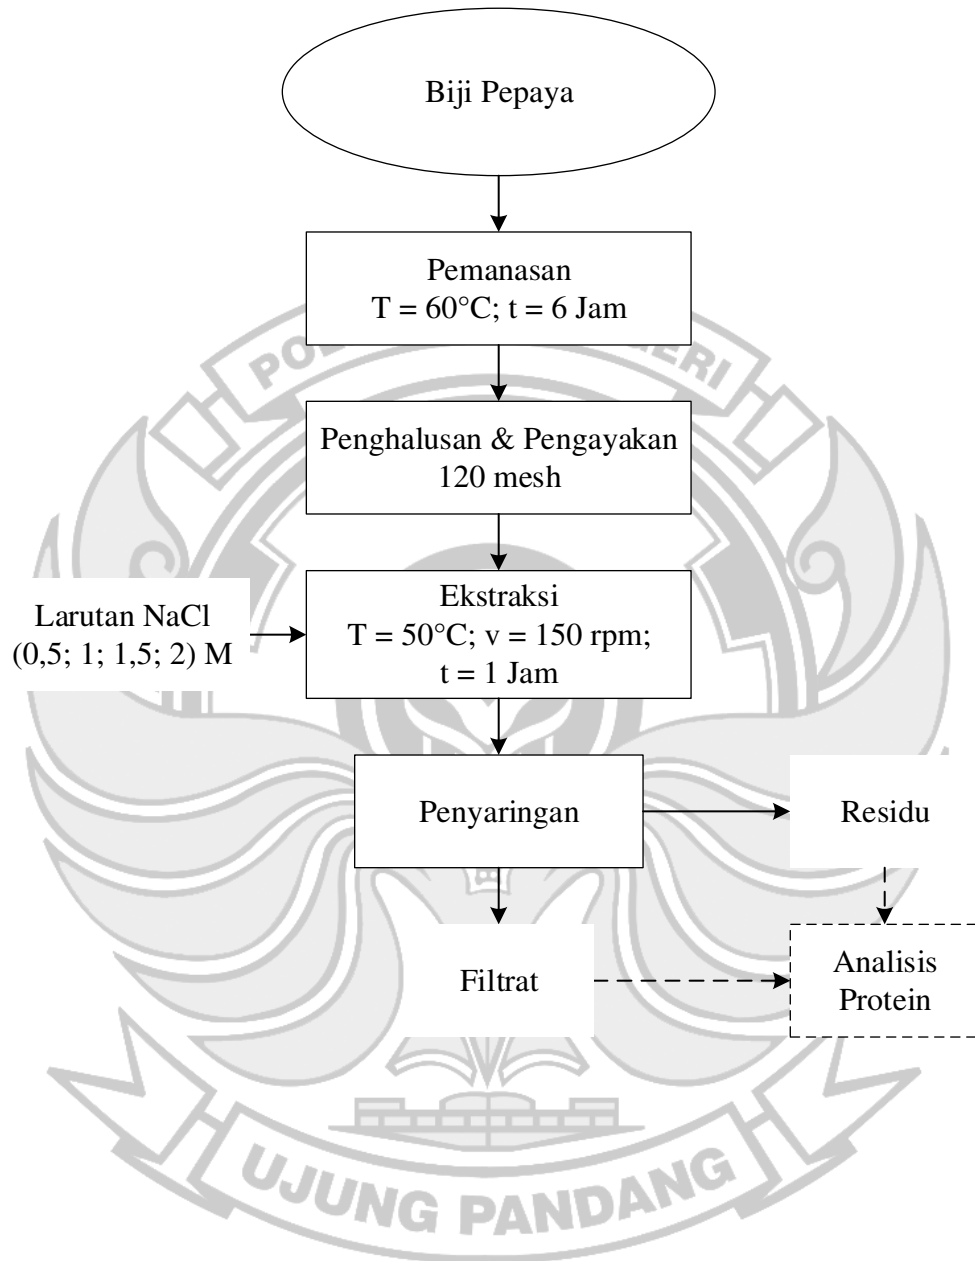 Biji Pepaya
Pemanasan
T = 60°C; t = 6 Jam
Penghalusan & Pengayakan
120 mesh
Larutan NaCl
(0,5; 1; 1,5; 2) M
Ekstraksi
T = 50°C; v = 150 rpm;
t = 1 Jam
Penyaringan
Residu
Filtrat
Analisis
Protein
UJUNG PANDANG